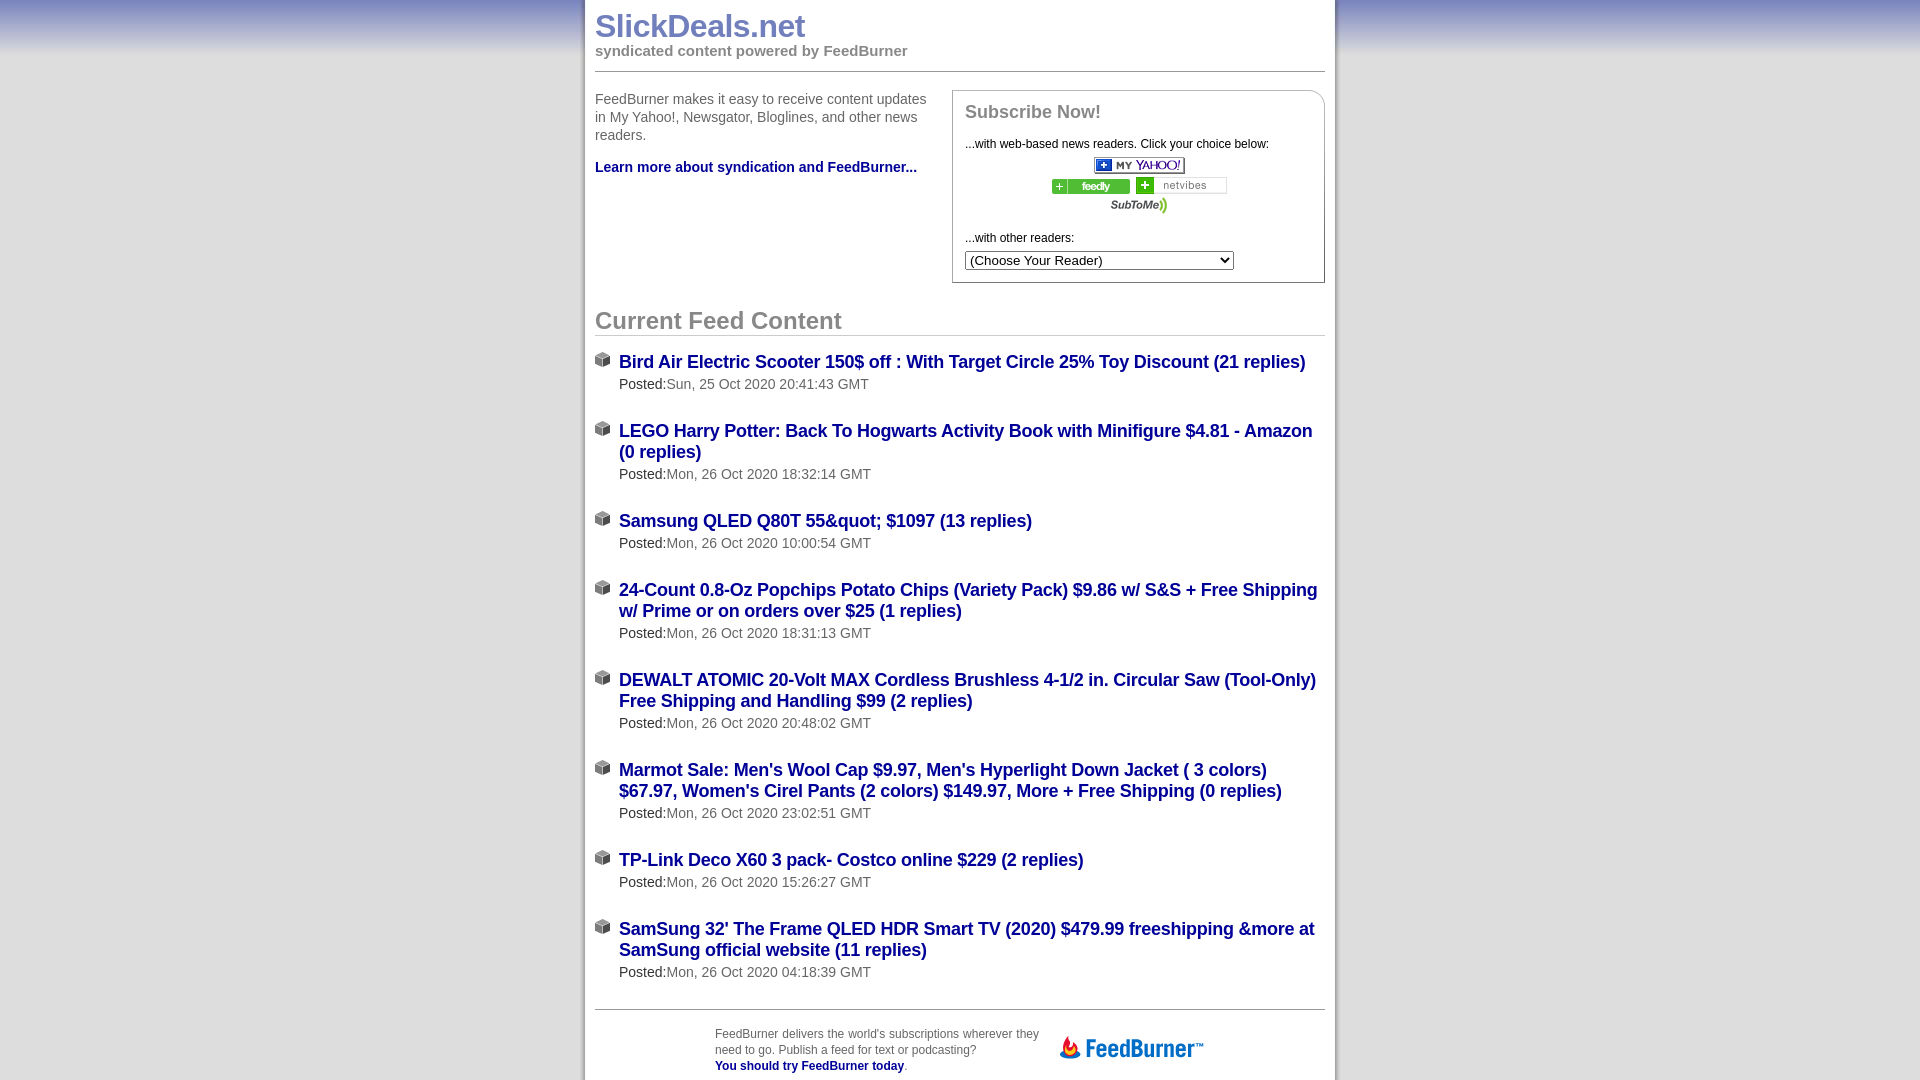 SlickDeals.net
syndicated content powered by FeedBurner
FeedBurner makes it easy to receive content updates
in My Yahoo!, Newsgator, Bloglines, and other news
readers.
Learn more about syndication and FeedBurner...
Subscribe Now!
...with web-based news readers. Click your choice below:
MY YAHOO!
feedly
netvibes
SubToMe
...with other readers:
(Choose Your Reader)
Current Feed Content
Bird Air Electric Scooter 150$ off : With Target Circle 25% Toy Discount (21 replies)
Posted:Sun, 25 Oct 2020 20:41:43 GMT
LEGO Harry Potter: Back To Hogwarts Activity Book with Minifigure $4.81 - Amazon
(0 replies)
Posted:Mon, 26 Oct 2020 18:32:14 GMT
Samsung QLED Q80T 55&quot; $1097 (13 replies)
Posted:Mon, 26 Oct 2020 10:00:54 GMT
24-Count 0.8-Oz Popchips Potato Chips (Variety Pack) $9.86 w/ S&S + Free Shipping
w/ Prime or on orders over $25 (1 replies)
Posted:Mon, 26 Oct 2020 18:31:13 GMT
DEWALT ATOMIC 20-Volt MAX Cordless Brushless 4-1/2 in. Circular Saw (Tool-Only)
Free Shipping and Handling $99 (2 replies)
Posted:Mon, 26 Oct 2020 20:48:02 GMT
Marmot Sale: Men's Wool Cap $9.97, Men's Hyperlight Down Jacket ( 3 colors)
$67.97, Women's Cirel Pants (2 colors) $149.97, More + Free Shipping (0 replies)
Posted:Mon, 26 Oct 2020 23:02:51 GMT
TP-Link Deco X60 3 pack- Costco online $229 (2 replies)
Posted:Mon, 26 Oct 2020 15:26:27 GMT
SamSung 32' The Frame QLED HDR Smart TV (2020) $479.99 freeshipping &more at
SamSung official website (11 replies)
Posted:Mon, 26 Oct 2020 04:18:39 GMT
FeedBurner delivers the world's subscriptions wherever they
need to go. Publish a feed for text or podcasting?
You should try FeedBurner today.
FeedBurner™